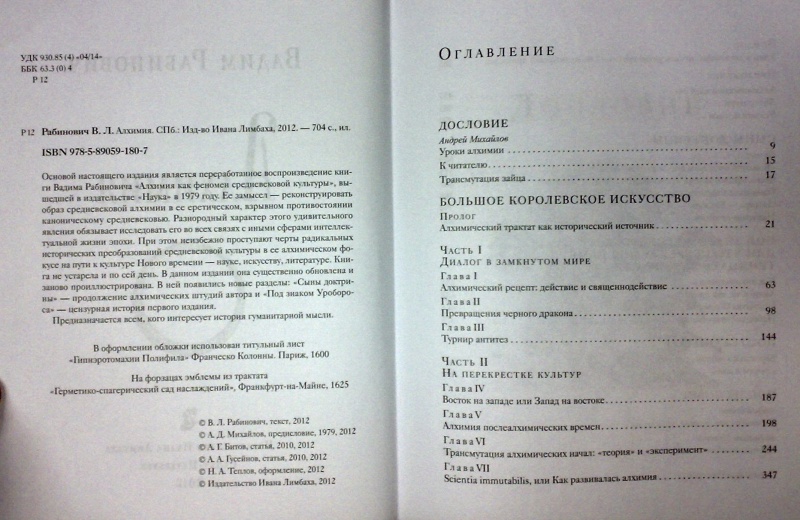 УДК 930.85 (4) «04/14»
ББК 63.3 (0) 4
Р 12
Р 12 Рабинович В. Л. Алхимия. СПб.: Изд-во Ивана Лимбаха, 2012. — 704 с., ил.
ISBN 978-5-89059-180-7
Основой настоящего издания является переработанное воспроизведение кни-
ги Вадима Рабиновича «Алхимия как феномен средневековой культуры», вы-
шедшей в издательстве «Наука» в 1979 году. Ее замысел — реконструировать
образ средневековой алхимии в ее еретическом, взрывном противостоянии
каноническому средневековью. Разнородный характер этого удивительного
явления обязывает исследовать его во всех связях с иными сферами интеллек-
туальной жизни эпохи. При этом неизбежно проступают черты радикальных
исторических преобразований средневековой культуры в ее алхимическом фо-
кусе на пути к культуре Нового времени — науке, искусству, литературе. Кни-
га не устарела и по сей день. В данном издании она существенно обновлена и
заново проиллюстрирована. В ней появились новые разделы: «Сыны доктри-
ны» — продолжение алхимических штудий автора и «Под знаком Уроборо-
са» — цензурная история первого издания.
Предназначается всем, кого интересует история гуманитарной мысли.
В оформлении обложки использован титульный лист
«Гипнэротомахии Полифила» Франческо Колонны. Париж, 1600
На форзацах эмблемы из трактата
«Герметико-спагерический сад наслаждений», Франкфурт-на-Майне, 1625
© В. Л. Рабинович, текст, 2012
© А. Д. Михайлов, предисловие, 1979, 2012
© А. Г. Битов, статья, 2010, 2012
© А. А. Гусейнов, статья, 2010, 2012
© Н. А. Теплов, оформление, 2012
© Издательство Ивана Лимбаха, 2012
ОГЛАВЛЕНИЕ
ДОСЛОВИЕ
Андрей Михайлов
Уроки алхимии 9
К читателю 15
Трансмутация зайца 17
БОЛЬШОЕ КОРОЛЕВСКОЕ ИСКУССТВО
Пролог
Алхимический трактат как исторический источник 21
Часть I
Диалог в замкнутом мире
Глава I
Алхимический рецепт: действие и священнодействие 63
Глава II
Превращения черного дракона 98
Глава III
Турнир антитез 144
Часть II
На перекрестке культур
Глава IV
Восток на западе или Запад на востоке 187
Глава V
Алхимия послеалхимических времен 198
Глава VI
Трансмутация алхимических начал: «теория» и «эксперимент» 244
Глава VII
Scientia immutabilis, или Как развивалась алхимия 347